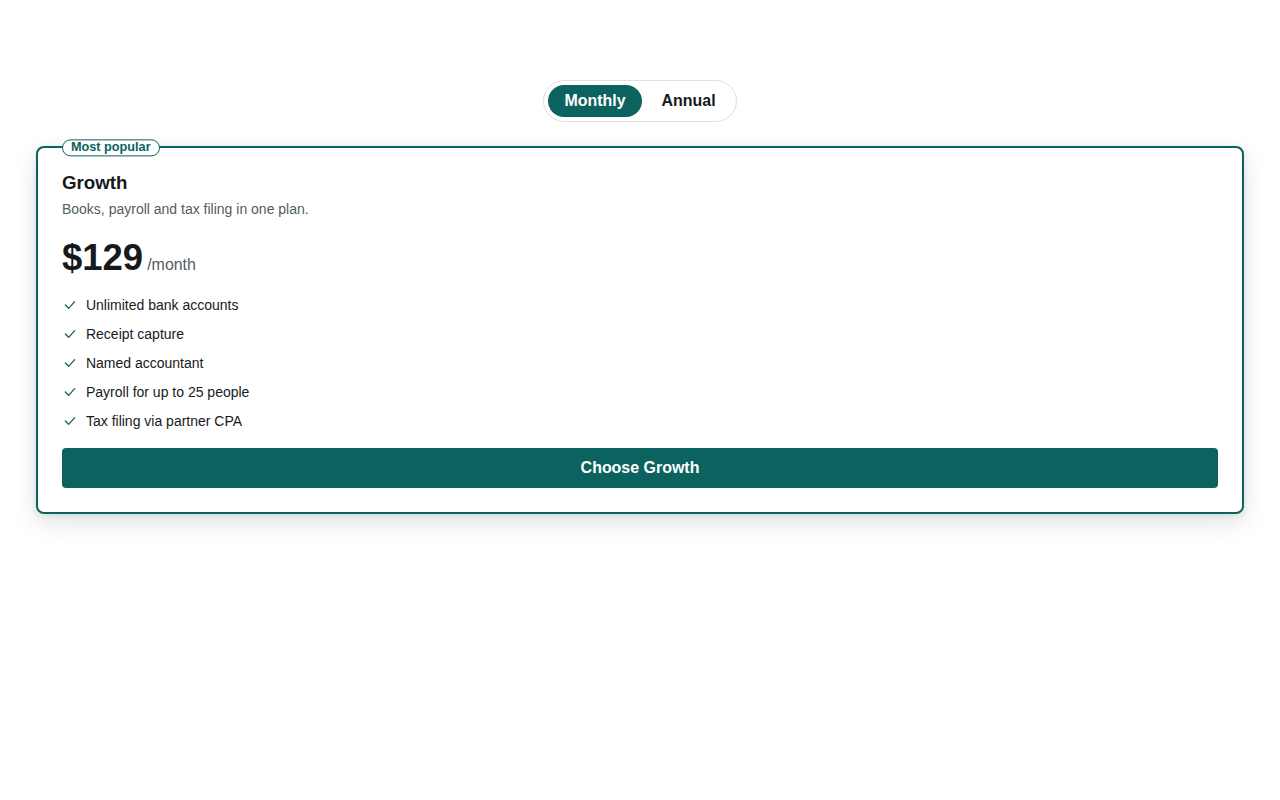 Monthly Annual
Most popular
Growth
Books, payroll and tax filing in one plan.
$129 /month
Unlimited bank accounts
Receipt capture
Named accountant
Payroll for up to 25 people
Tax filing via partner CPA
Choose Growth